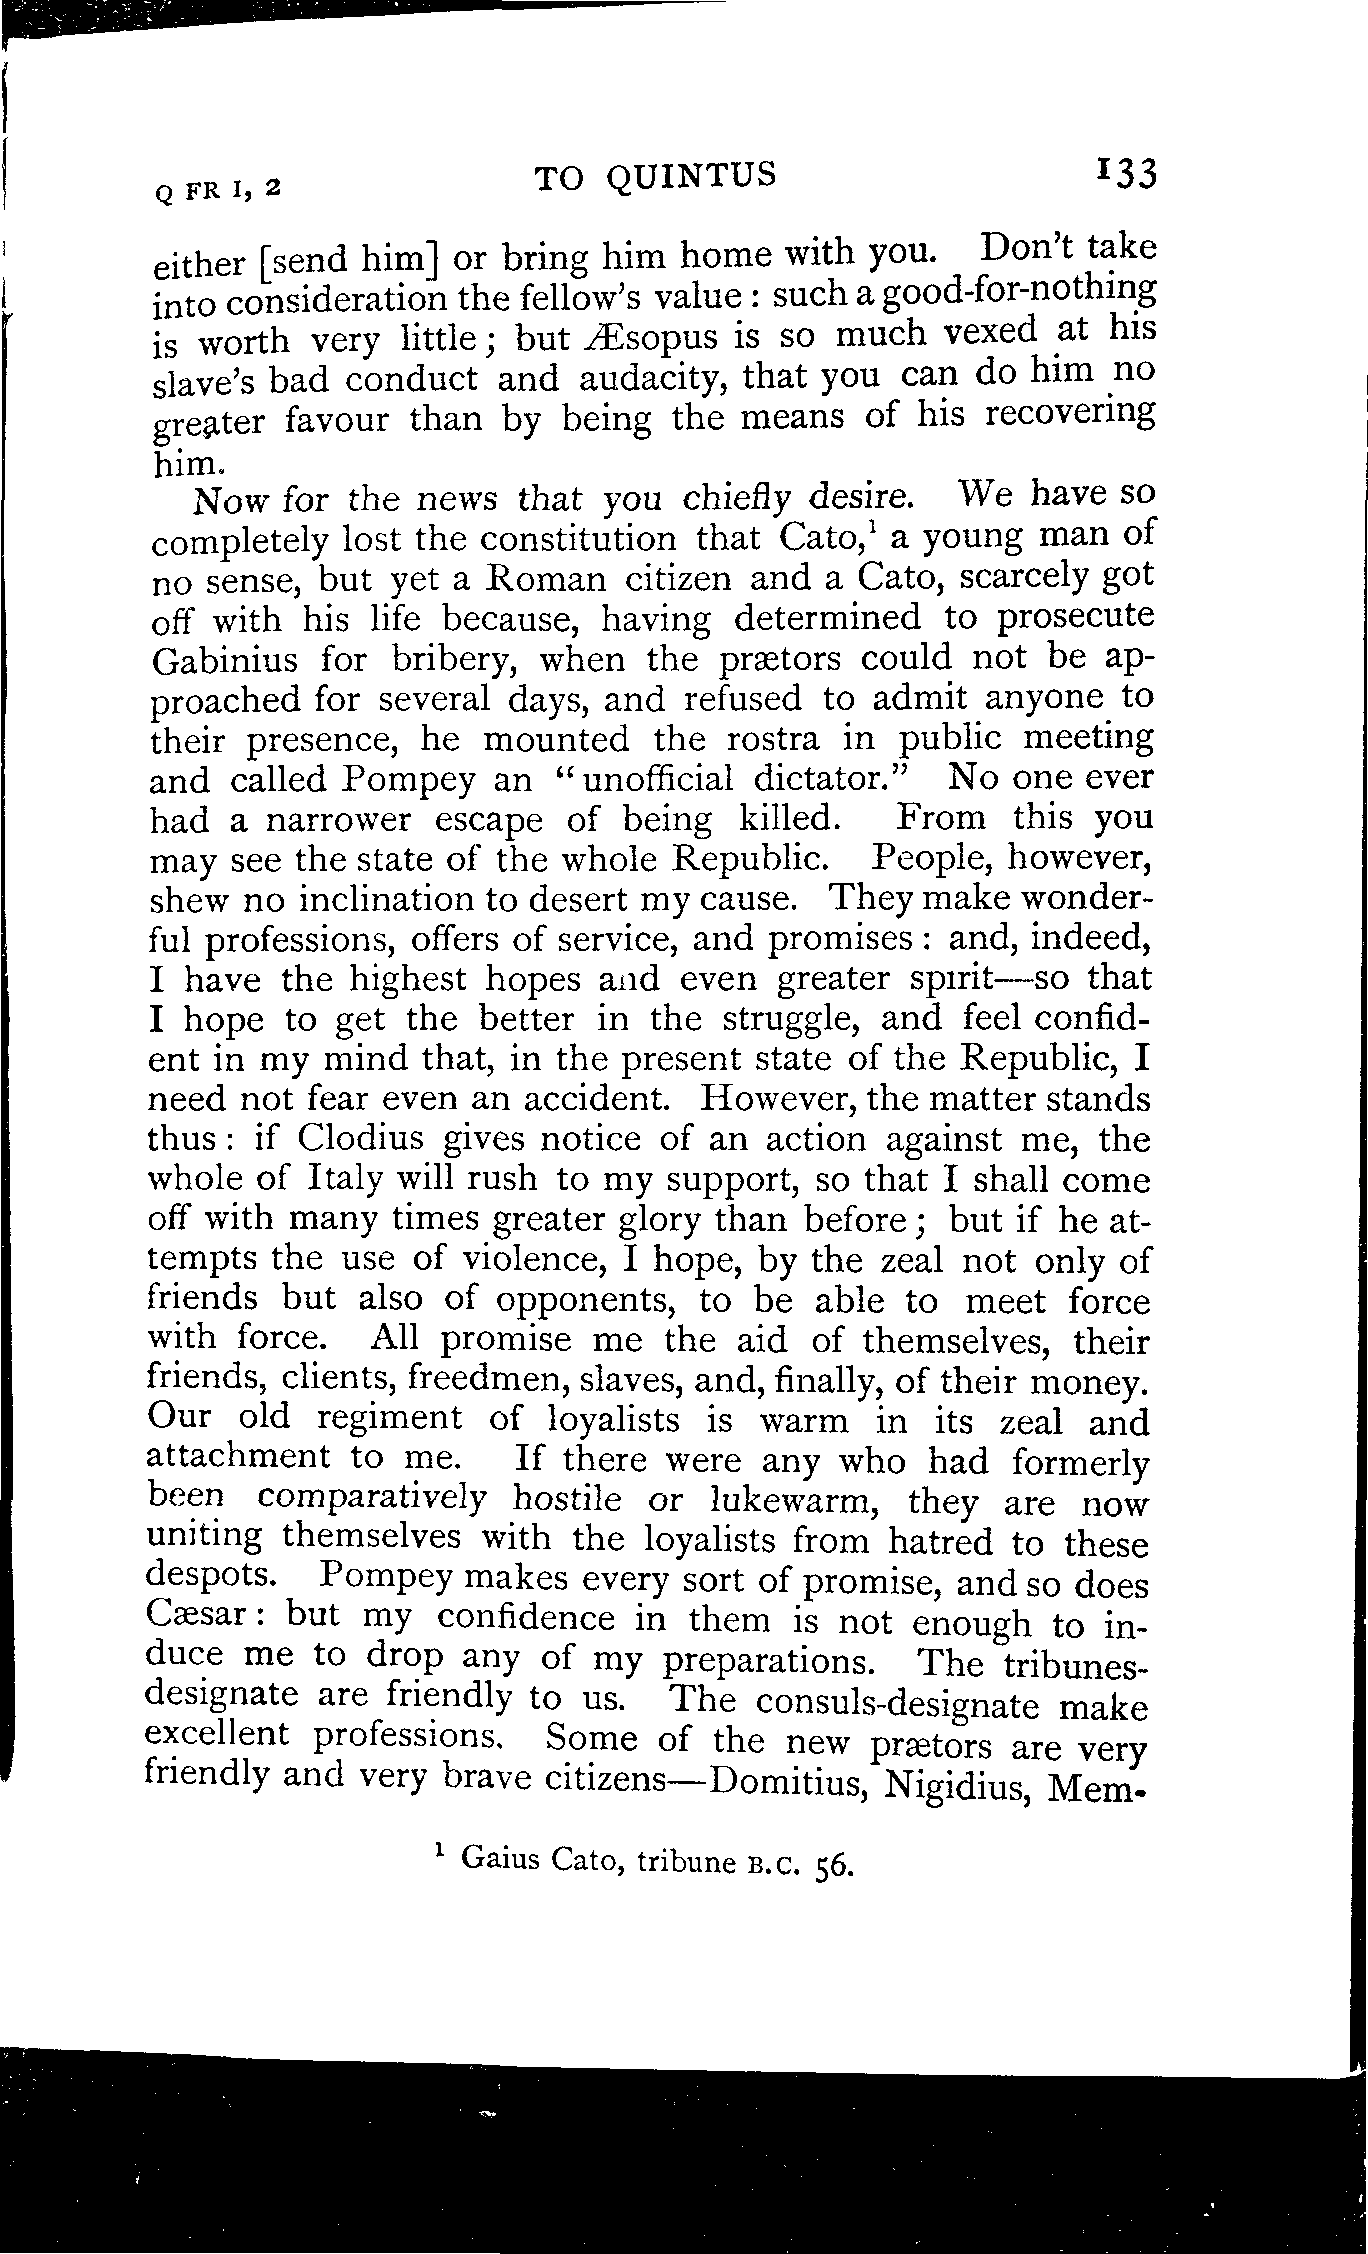 Q FR I, 2 TO QUINTUS 133
either [send him] or bring him home with you. Don't take
into consideration the fellow's value : such a good-for-nothing
is worth very little ; but Æsopus is so much vexed at his
slave's bad conduct and audacity, that you can do him no
greater favour than by being the means of his recovering
him.
Now for the news that you chiefly desire. We have so
completely lost the constitution that Cato,¹ a young man of
no sense, but yet a Roman citizen and a Cato, scarcely got
off with his life because, having determined to prosecute
Gabinius for bribery, when the prætors could not be ap-
proached for several days, and refused to admit anyone to
their presence, he mounted the rostra in public meeting
and called Pompey an "unofficial dictator." No one ever
had a narrower escape of being killed. From this you
may see the state of the whole Republic. People, however,
shew no inclination to desert my cause. They make wonder-
ful professions, offers of service, and promises : and, indeed,
I have the highest hopes and even greater spirit—so that
I hope to get the better in the struggle, and feel confid-
ent in my mind that, in the present state of the Republic, I
need not fear even an accident. However, the matter stands
thus : if Clodius gives notice of an action against me, the
whole of Italy will rush to my support, so that I shall come
off with many times greater glory than before ; but if he at-
tempts the use of violence, I hope, by the zeal not only of
friends but also of opponents, to be able to meet force
with force. All promise me the aid of themselves, their
friends, clients, freedmen, slaves, and, finally, of their money.
Our old regiment of loyalists is warm in its zeal and
attachment to me. If there were any who had formerly
been comparatively hostile or lukewarm, they are now
uniting themselves with the loyalists from hatred to these
despots. Pompey makes every sort of promise, and so does
Cæsar : but my confidence in them is not enough to in-
duce me to drop any of my preparations. The tribunes-
designate are friendly to us. The consuls-designate make
excellent professions. Some of the new prætors are very
friendly and very brave citizens—Domitius, Nigidius, Mem-
¹ Gaius Cato, tribune B.C. 56.